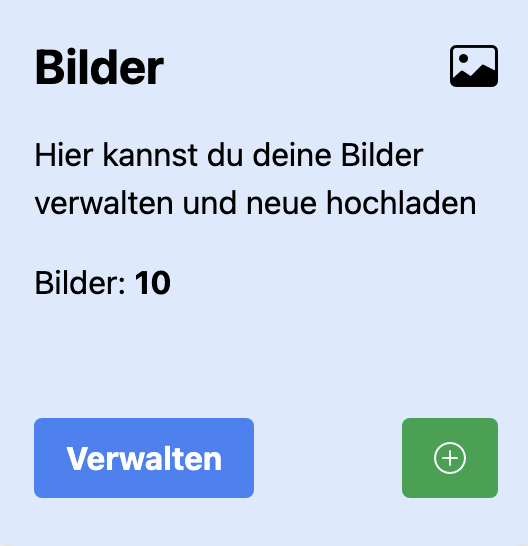 Bilder
Hier kannst du deine Bilder
verwalten und neue hochladen
Bilder: 10
Verwalten